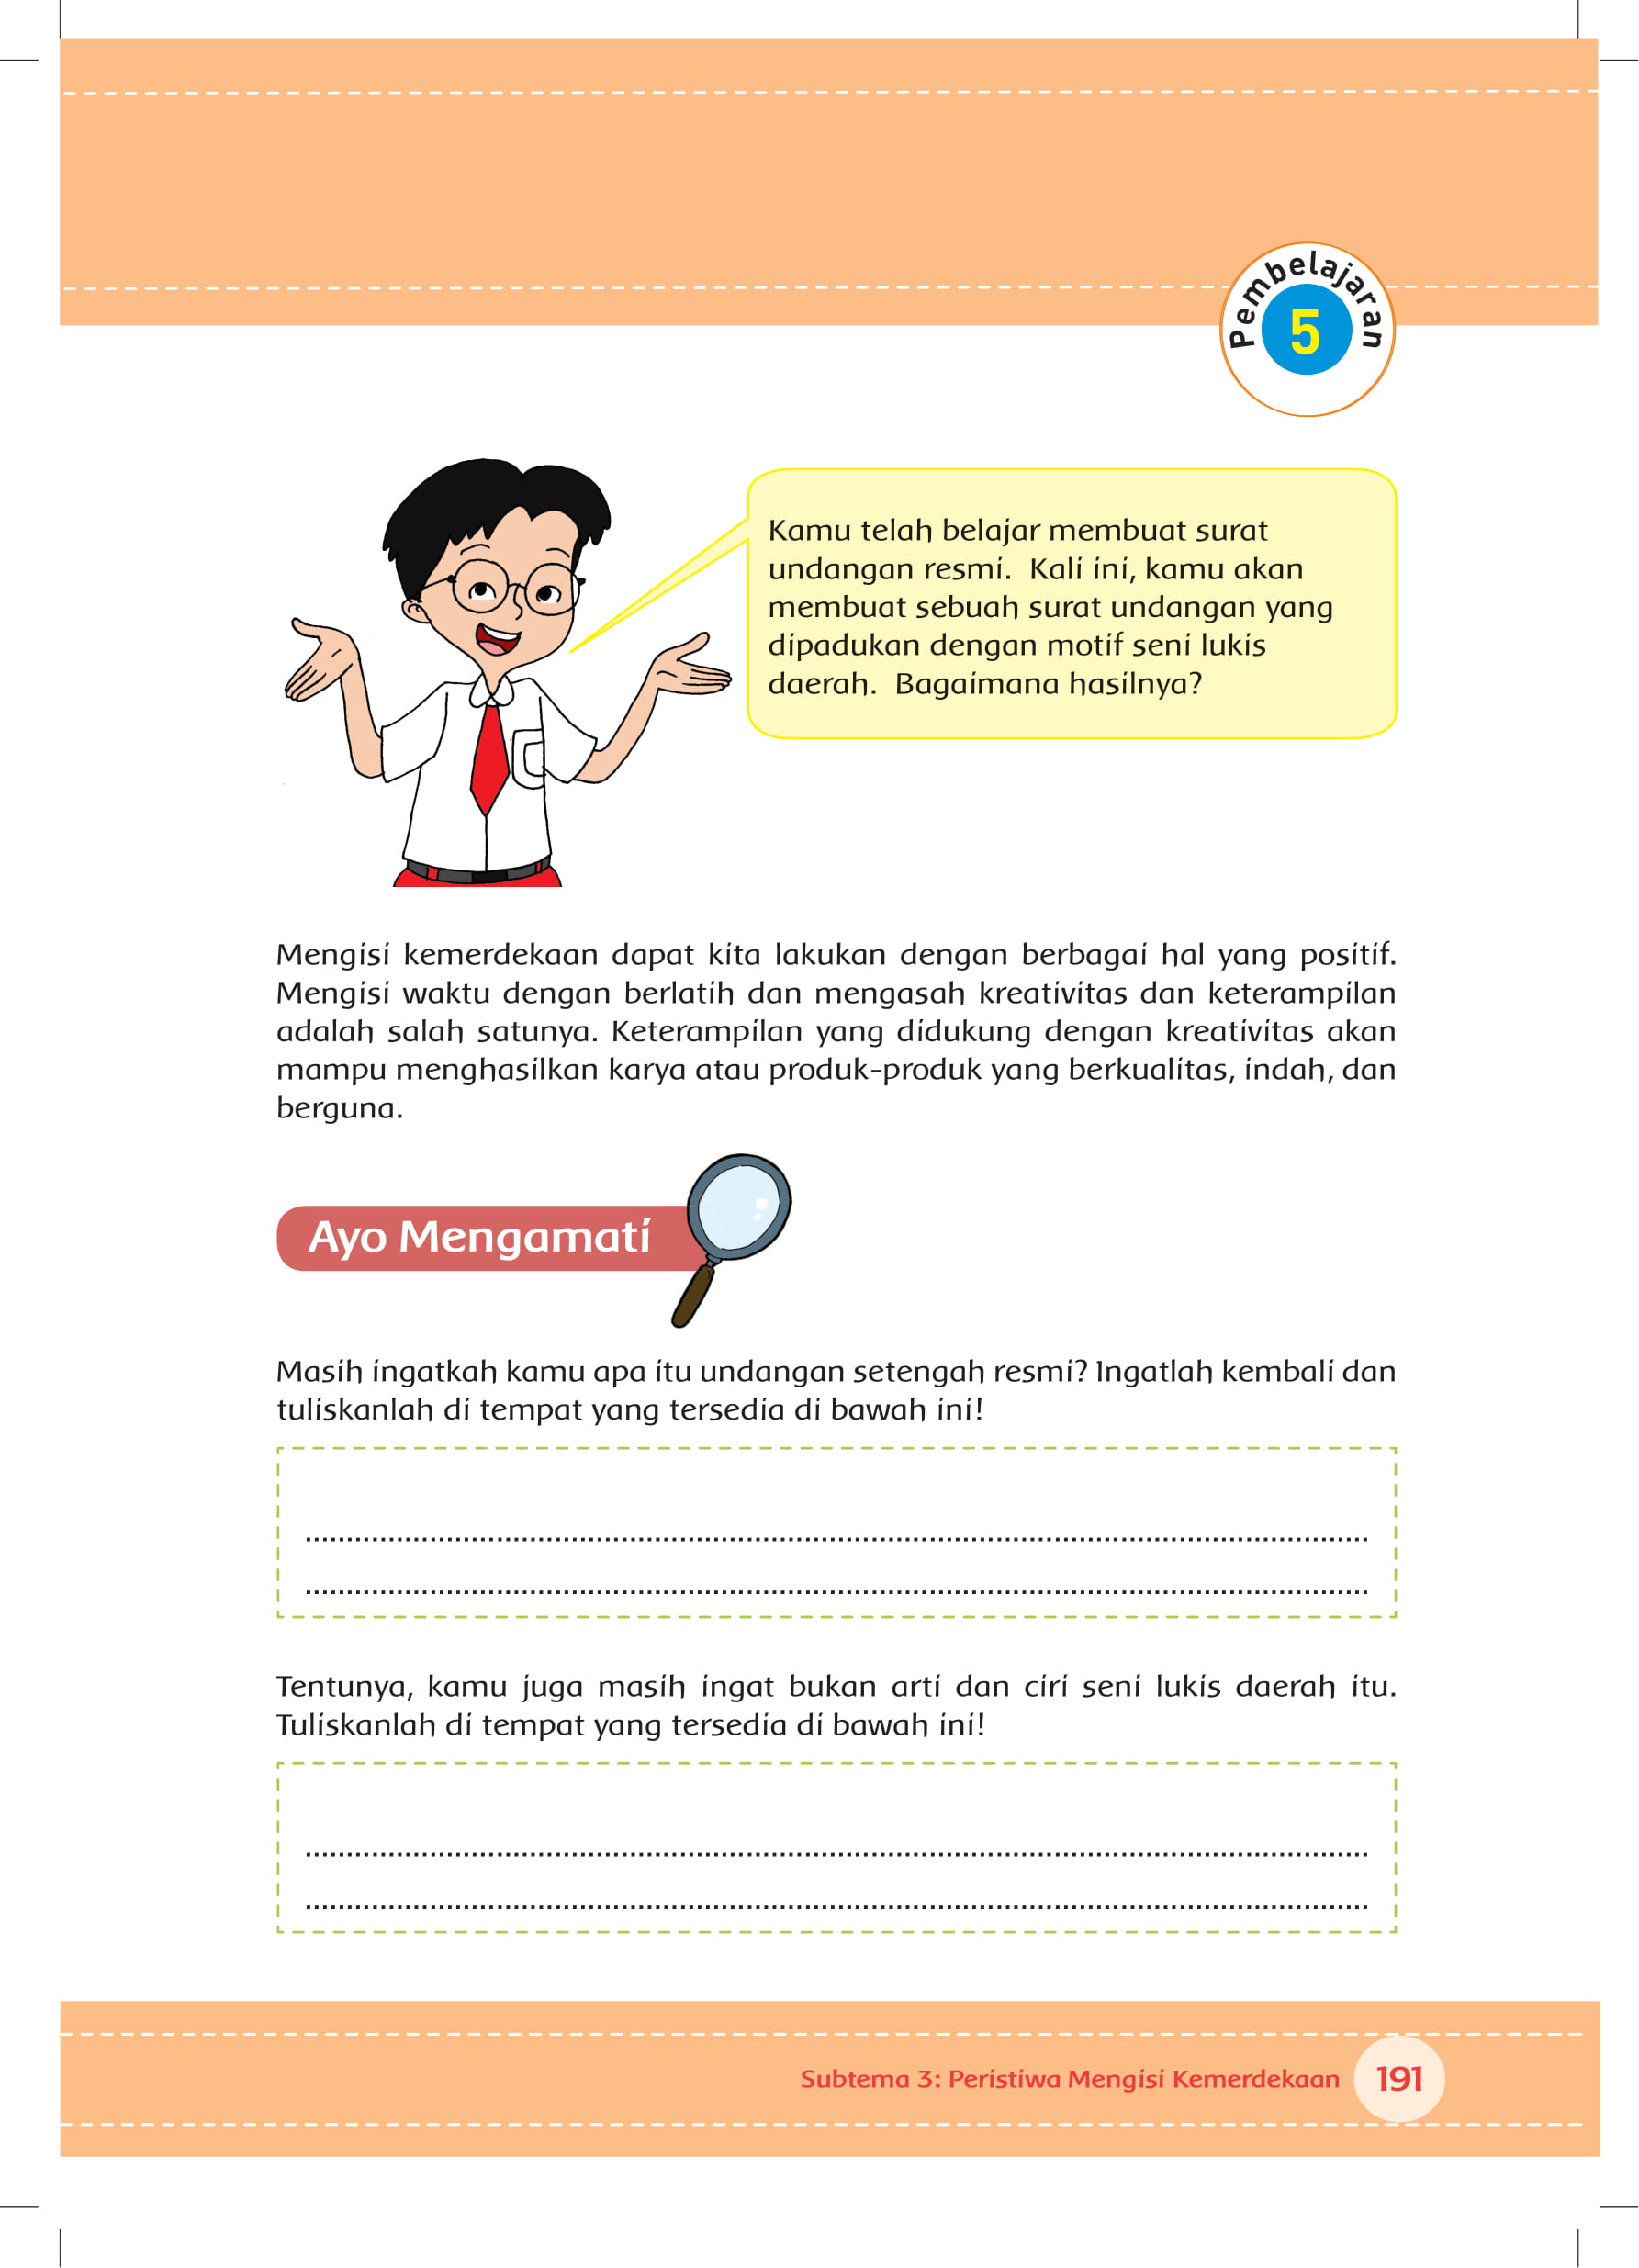 Pembelajaran
5
Kamu telah belajar membuat surat
undangan resmi.  Kali ini, kamu akan
membuat sebuah surat undangan yang
dipadukan dengan motif seni lukis
daerah.  Bagaimana hasilnya?
Mengisi kemerdekaan dapat kita lakukan dengan berbagai hal yang positif.
Mengisi waktu dengan berlatih dan mengasah kreativitas dan keterampilan
adalah salah satunya. Keterampilan yang didukung dengan kreativitas akan
mampu menghasilkan karya atau produk-produk yang berkualitas, indah, dan
berguna.
Ayo Mengamati
Masih ingatkah kamu apa itu undangan setengah resmi? Ingatlah kembali dan
tuliskanlah di tempat yang tersedia di bawah ini!
Tentunya, kamu juga masih ingat bukan arti dan ciri seni lukis daerah itu.
Tuliskanlah di tempat yang tersedia di bawah ini!
Subtema 3: Peristiwa Mengisi Kemerdekaan
191